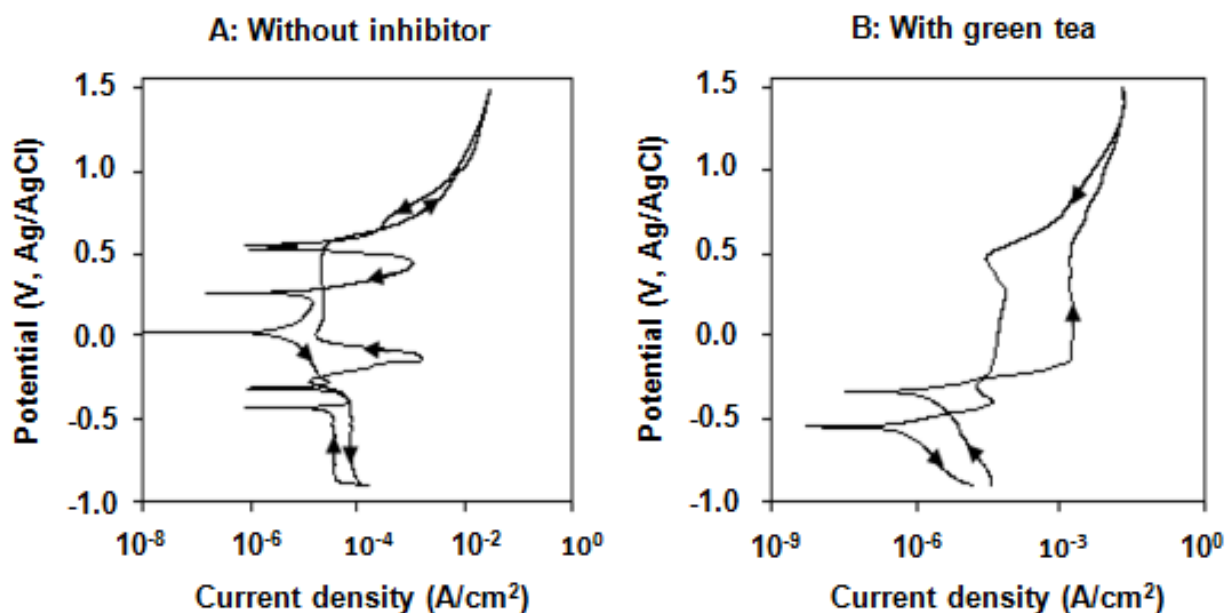 A: Without inhibitor
Potential (V, Ag/AgCl)
1.5
1.0
0.5
0.0
-0.5
-1.0
10⁻⁸ 10⁻⁶ 10⁻⁴ 10⁻² 10⁰
Current density (A/cm²)
B: With green tea
Potential (V, Ag/AgCl)
1.5
1.0
0.5
0.0
-0.5
-1.0
10⁻⁹ 10⁻⁶ 10⁻³ 10⁰
Current density (A/cm²)